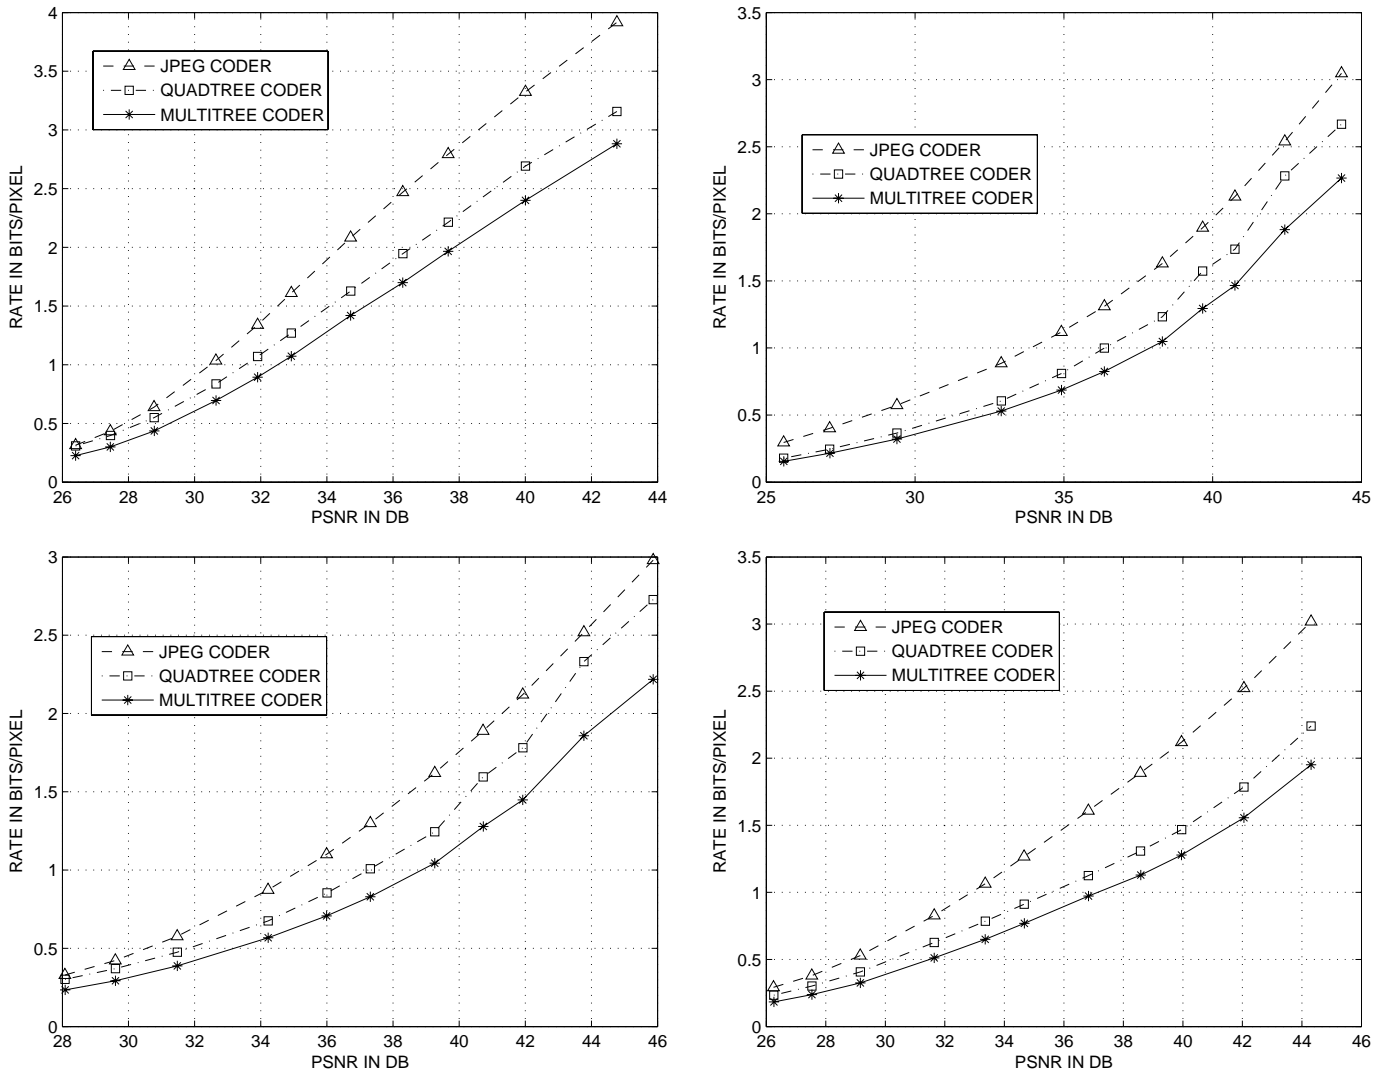 4
3.5
3
2.5
2
1.5
1
0.5
0
RATE IN BITS/PIXEL
JPEG CODER
QUADTREE CODER
MULTITREE CODER
26 28 30 32 34 36 38 40 42 44
PSNR IN DB
3.5
3
2.5
2
1.5
1
0.5
0
RATE IN BITS/PIXEL
JPEG CODER
QUADTREE CODER
MULTITREE CODER
25 30 35 40 45
PSNR IN DB
3
2.5
2
1.5
1
0.5
0
RATE IN BITS/PIXEL
JPEG CODER
QUADTREE CODER
MULTITREE CODER
28 30 32 34 36 38 40 42 44 46
PSNR IN DB
3.5
3
2.5
2
1.5
1
0.5
0
RATE IN BITS/PIXEL
JPEG CODER
QUADTREE CODER
MULTITREE CODER
26 28 30 32 34 36 38 40 42 44 46
PSNR IN DB